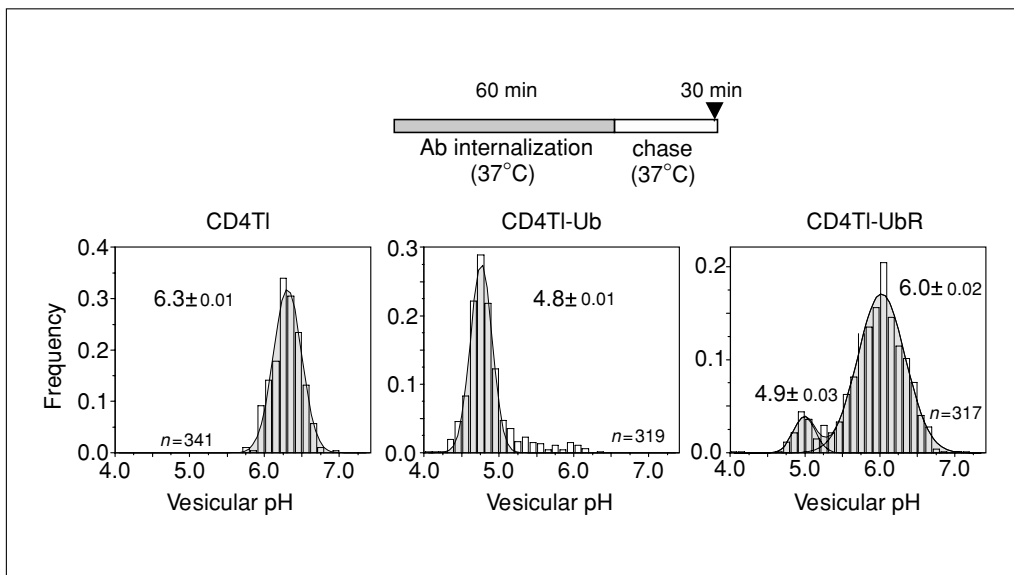 60 min
30 min
Ab internalization
(37°C)
chase
(37°C)
CD4Tl
CD4Tl-Ub
CD4Tl-UbR
Frequency
0.4
0.3
0.2
0.1
0.0
6.3±0.01
n=341
4.0
5.0
6.0
7.0
Vesicular pH
0.3
0.2
0.1
0.0
4.8±0.01
n=319
4.0
5.0
6.0
7.0
Vesicular pH
0.2
0.1
0.0
6.0±0.02
4.9±0.03
n=317
4.0
5.0
6.0
7.0
Vesicular pH